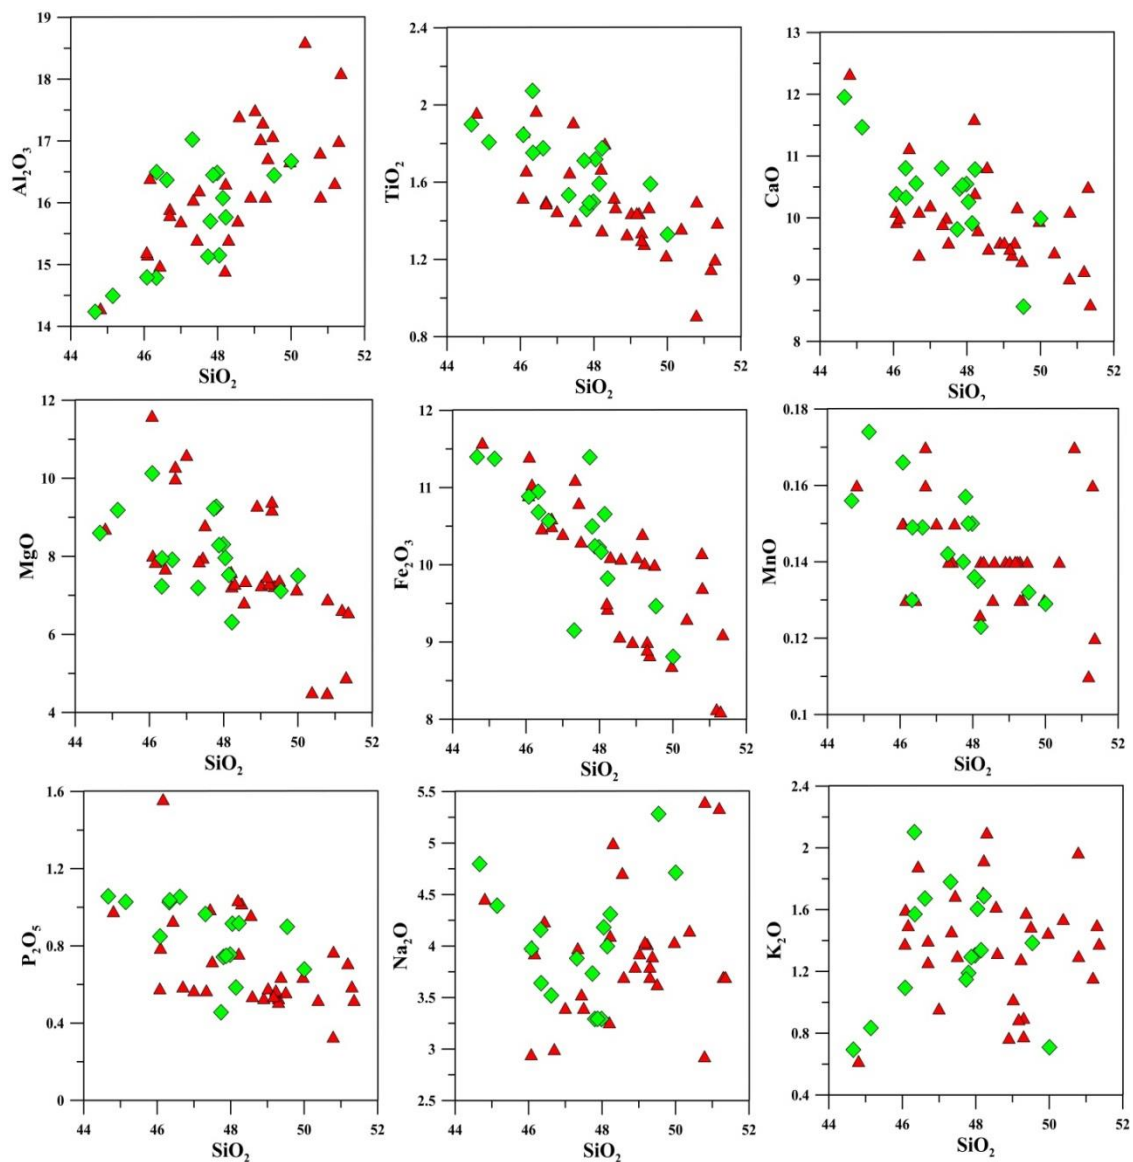 19
18
17
16
15
14
Al₂O₃
44 46 48 50 52
SiO₂
2.4
2
1.6
1.2
0.8
TiO₂
44 46 48 50 52
SiO₂
13
12
11
10
9
8
CaO
44 46 48 50 52
SiO₂
12
10
8
6
4
MgO
44 46 48 50 52
SiO₂
12
11
10
9
8
Fe₂O₃
44 46 48 50 52
SiO₂
0.18
0.16
0.14
0.12
0.1
MnO
44 46 48 50 52
SiO₂
1.6
1.2
0.8
0.4
0
P₂O₅
44 46 48 50 52
SiO₂
5.5
5
4.5
4
3.5
3
2.5
Na₂O
44 46 48 50 52
SiO₂
2.4
2
1.6
1.2
0.8
0.4
K₂O
44 46 48 50 52
SiO₂